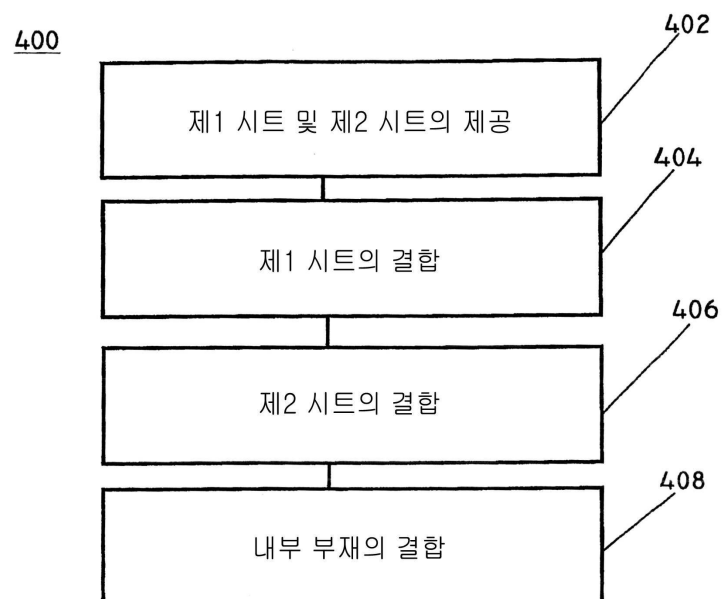 400
402
제1 시트 및 제2 시트의 제공
404
제1 시트의 결합
406
제2 시트의 결합
408
내부 부재의 결합